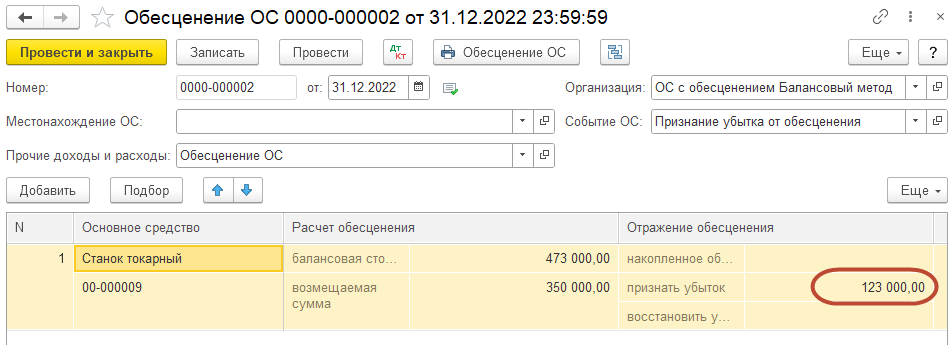 Обесценение ОС 0000-000002 от 31.12.2022 23:59:59
Провести и закрыть Записать Провести Дт Кт Обесценение ОС Еще ?
Номер: 0000-000002 от: 31.12.2022 Организация: ОС с обесценением Балансовый метод
Местонахождение ОС: Событие ОС: Признание убытка от обесценения
Прочие доходы и расходы: Обесценение ОС
Добавить Подбор Еще
N Основное средство Расчет обесценения Отражение обесценения
1 Станок токарный балансовая сто... 473 000,00 накопленное об...
00-000009 возмещаемая сумма 350 000,00 признать убыток 123 000,00
восстановить у...